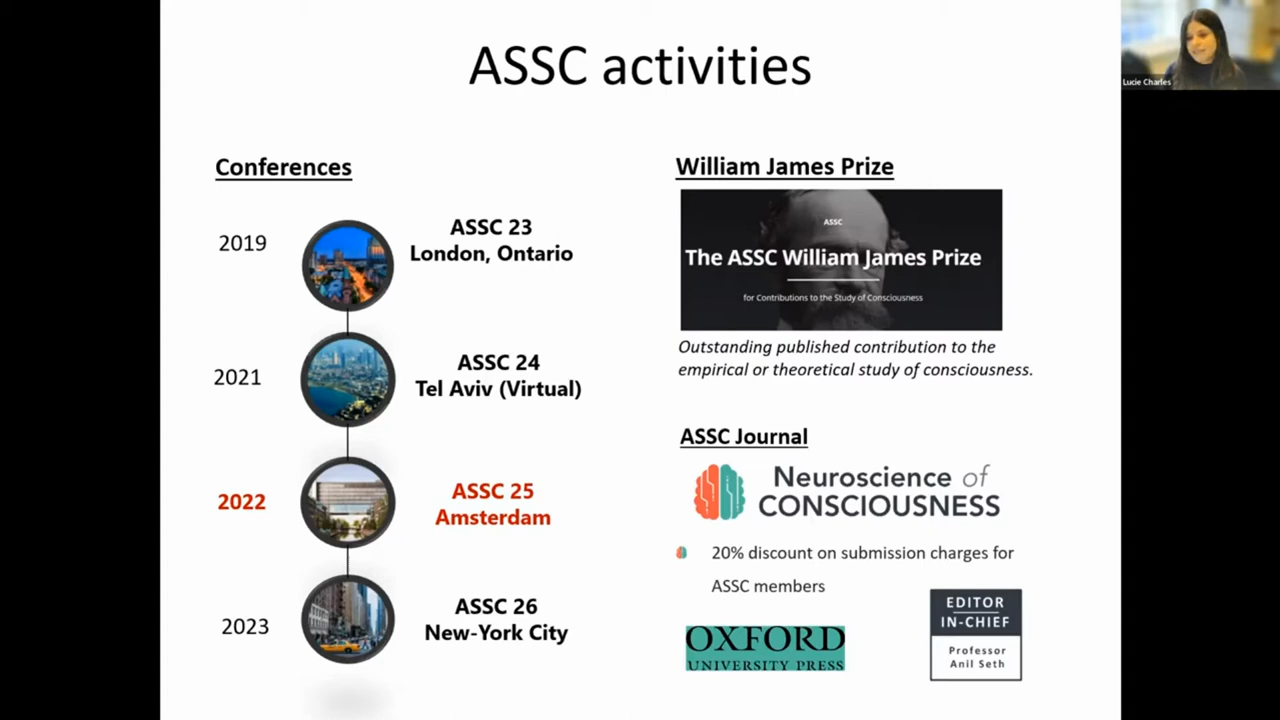 ASSC activities
Lucie Charles
Conferences
2019
ASSC 23
London, Ontario
2021
ASSC 24
Tel Aviv (Virtual)
2022
ASSC 25
Amsterdam
2023
ASSC 26
New-York City
William James Prize
ASSC
The ASSC William James Prize
for Contributions to the Study of Consciousness
Outstanding published contribution to the
empirical or theoretical study of consciousness.
ASSC Journal
Neuroscience of
CONSCIOUSNESS
20% discount on submission charges for
ASSC members
OXFORD
UNIVERSITY PRESS
EDITOR
IN-CHIEF
Professor
Anil Seth